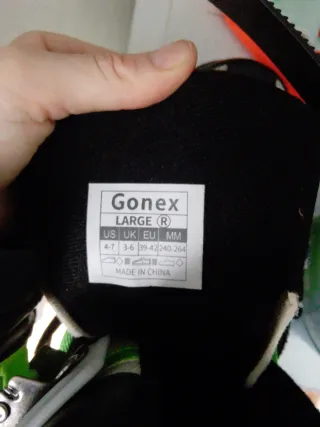 Gonex
LARGE Ⓡ
US UK EU MM
4-7 3-6 39-42 240-264
MADE IN CHINA